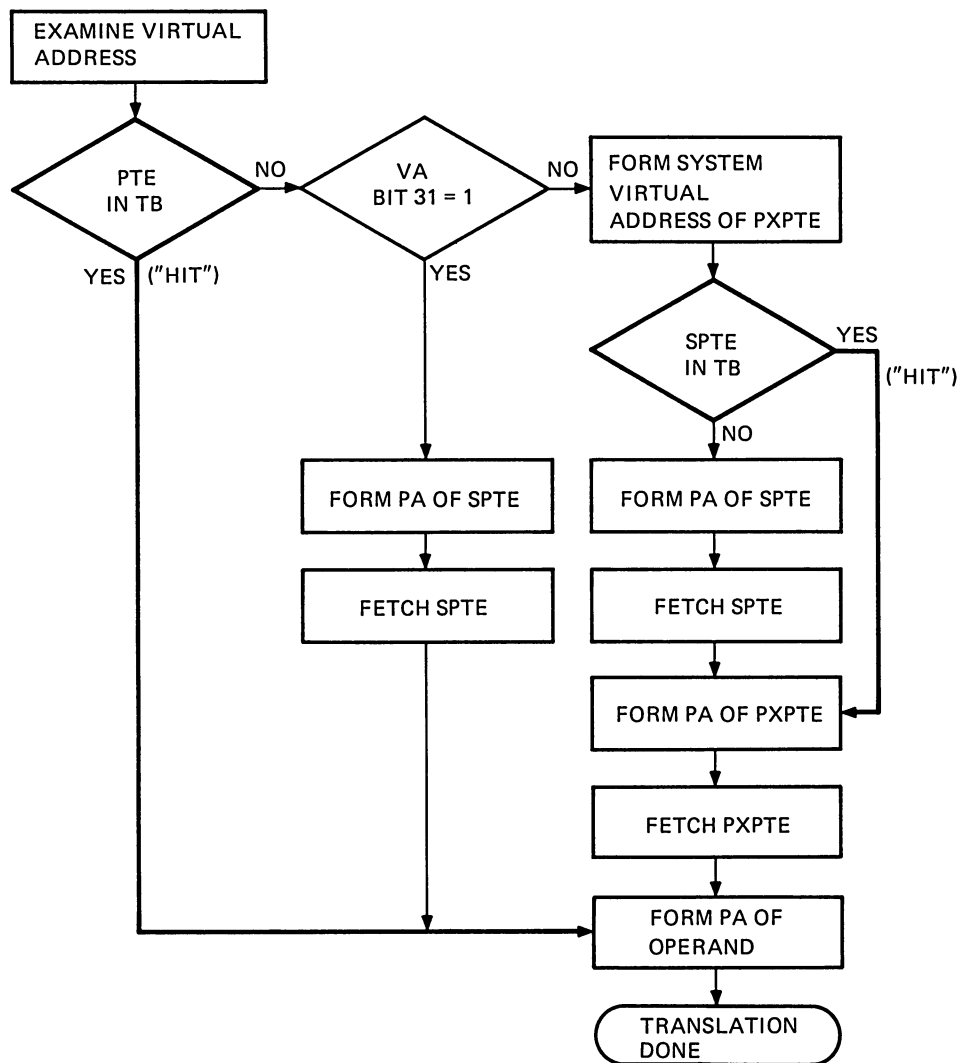 EXAMINE VIRTUAL
ADDRESS
PTE
IN TB
NO
YES
("HIT")
VA
BIT 31 = 1
NO
YES
FORM SYSTEM
VIRTUAL
ADDRESS OF PXPTE
SPTE
IN TB
YES
("HIT")
NO
FORM PA OF SPTE
FETCH SPTE
FORM PA OF SPTE
FETCH SPTE
FORM PA OF PXPTE
FETCH PXPTE
FORM PA OF
OPERAND
TRANSLATION
DONE